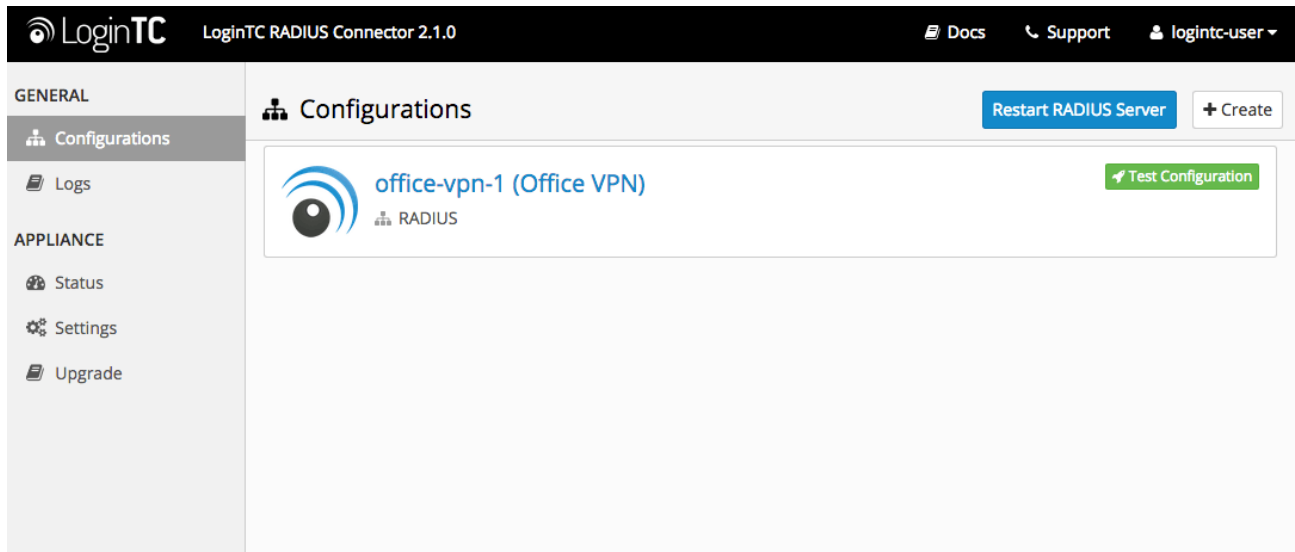 LoginTC LoginTC RADIUS Connector 2.1.0 Docs Support logintc-user
GENERAL
Configurations
Logs
APPLIANCE
Status
Settings
Upgrade
Configurations Restart RADIUS Server + Create
office-vpn-1 (Office VPN) Test Configuration
RADIUS